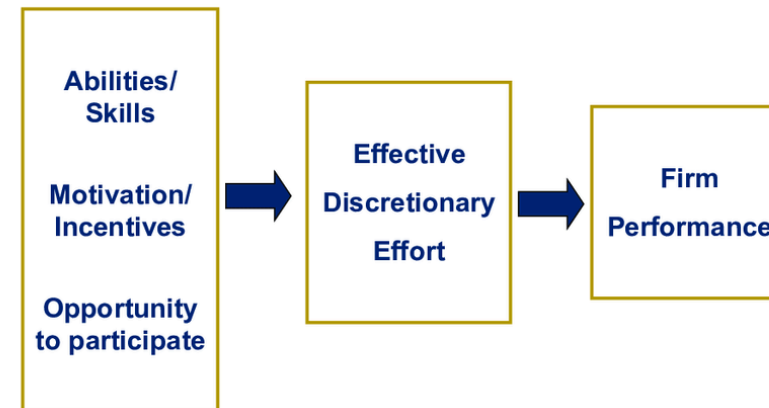 Abilities/
Skills
Motivation/
Incentives
Opportunity
to participate
Effective
Discretionary
Effort
Firm
Performance